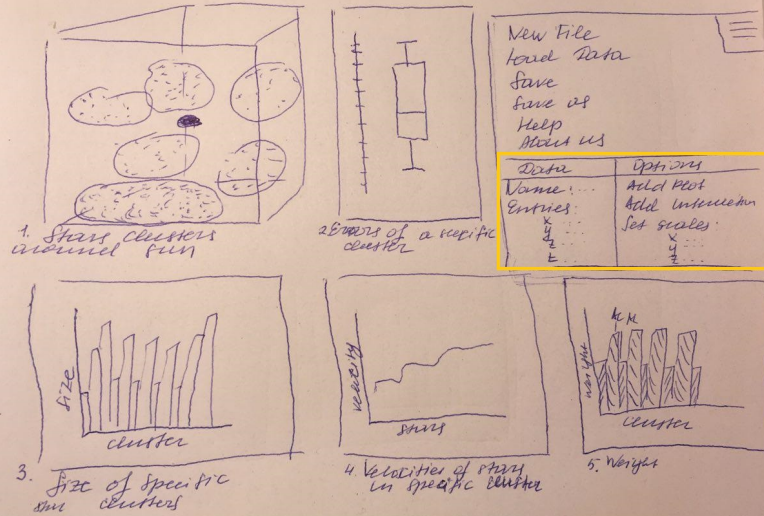 New File
Load Data
Save
Save as
Help
About us
Data
Name: ...
Entries:
x ...
y ...
z ...
t ...
Options
Add Plot
Add
Set scales:
x ...
y ...
z ...
1. Stars clusters
around sun
2. Errors of a specific
cluster
size
cluster
3. Size of specific
clusters
velocity
stars
4. Velocities of stars
in specific cluster
weight
cluster
5. Weight